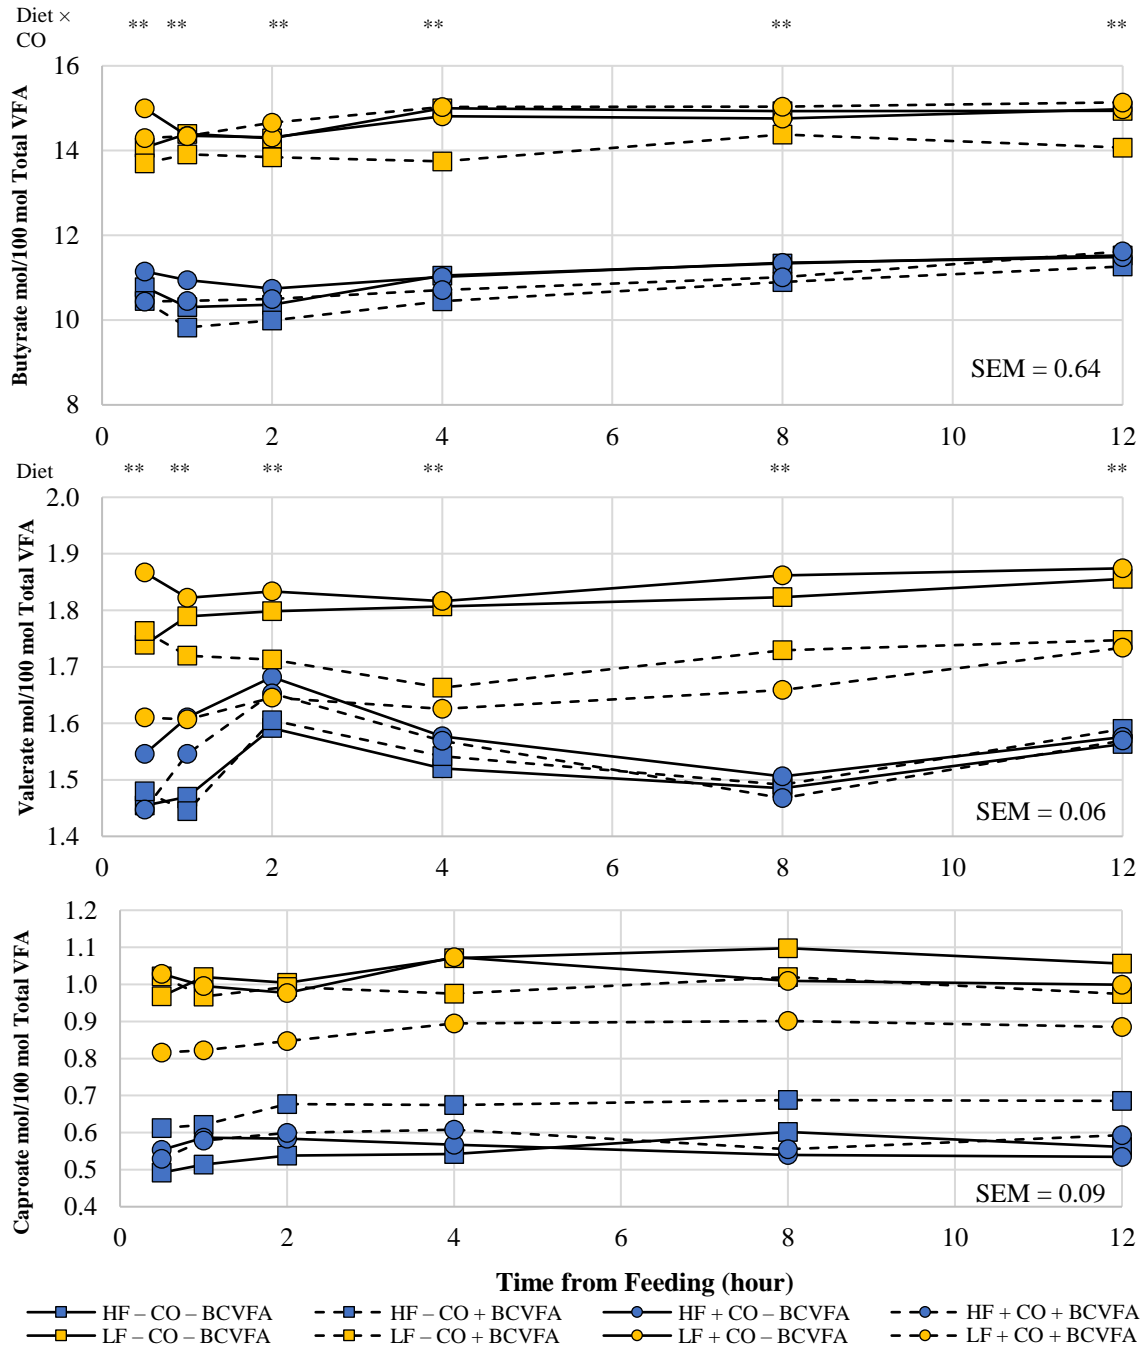 Diet ×
CO
** ** ** ** ** **
Butyrate mol/100 mol Total VFA
16
14
12
10
8
SEM = 0.64
0 2 4 6 8 10 12
Diet ** ** ** ** ** **
Valerate mol/100 mol Total VFA
2.0
1.9
1.8
1.7
1.6
1.5
1.4
SEM = 0.06
0 2 4 6 8 10 12
Caproate mol/100 mol Total VFA
1.2
1.1
1.0
0.9
0.8
0.7
0.6
0.5
0.4
SEM = 0.09
0 2 4 6 8 10 12
Time from Feeding (hour)
HF – CO – BCVFA HF – CO + BCVFA HF + CO – BCVFA HF + CO + BCVFA
LF – CO – BCVFA LF – CO + BCVFA LF + CO – BCVFA LF + CO + BCVFA